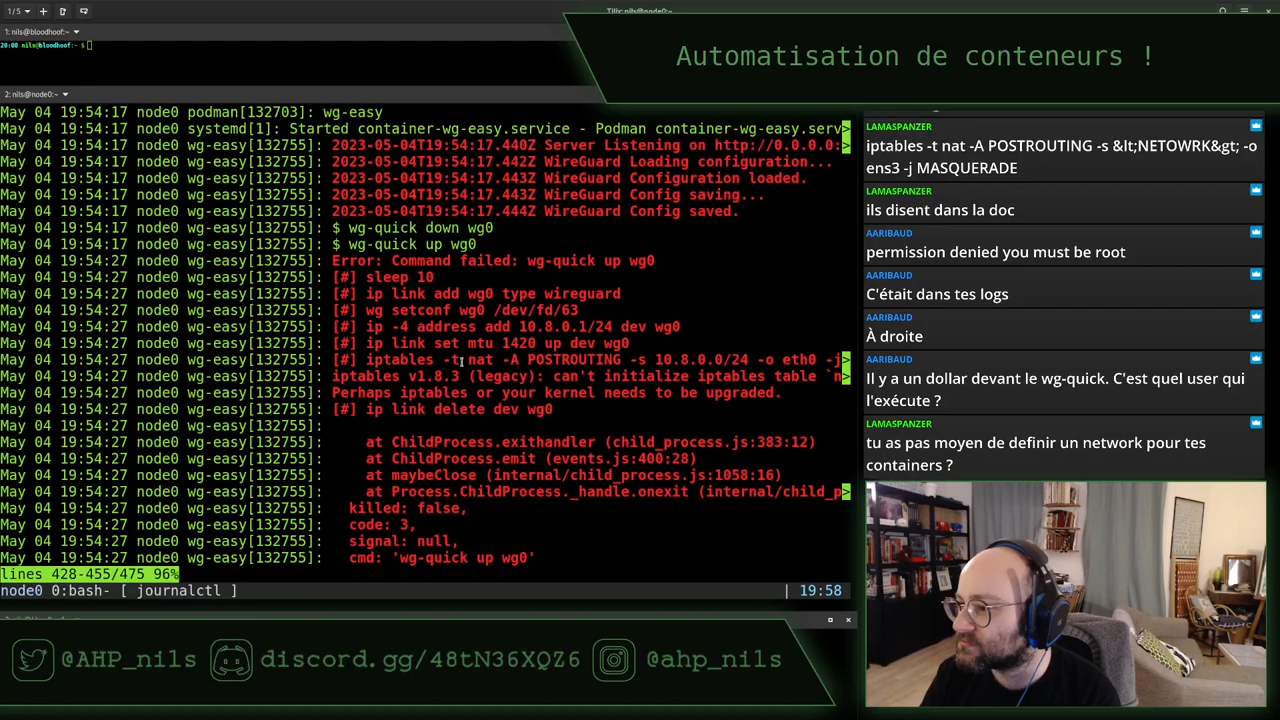 1/5
Tilix: nils@node0:~
1: nils@bloodhoof:~
20:00 nils@bloodhoof:~ $
Automatisation de conteneurs !
2: nils@node0:~
May 04 19:54:17 node0 podman[132703]: wg-easy
May 04 19:54:17 node0 systemd[1]: Started container-wg-easy.service - Podman container-wg-easy.serv>
May 04 19:54:17 node0 wg-easy[132755]: 2023-05-04T19:54:17.440Z Server Listening on http://0.0.0.0:>
May 04 19:54:17 node0 wg-easy[132755]: 2023-05-04T19:54:17.442Z WireGuard Loading configuration...
May 04 19:54:17 node0 wg-easy[132755]: 2023-05-04T19:54:17.443Z WireGuard Configuration loaded.
May 04 19:54:17 node0 wg-easy[132755]: 2023-05-04T19:54:17.443Z WireGuard Config saving...
May 04 19:54:17 node0 wg-easy[132755]: 2023-05-04T19:54:17.444Z WireGuard Config saved.
May 04 19:54:17 node0 wg-easy[132755]: $ wg-quick down wg0
May 04 19:54:17 node0 wg-easy[132755]: $ wg-quick up wg0
May 04 19:54:27 node0 wg-easy[132755]: Error: Command failed: wg-quick up wg0
May 04 19:54:27 node0 wg-easy[132755]: [#] sleep 10
May 04 19:54:27 node0 wg-easy[132755]: [#] ip link add wg0 type wireguard
May 04 19:54:27 node0 wg-easy[132755]: [#] wg setconf wg0 /dev/fd/63
May 04 19:54:27 node0 wg-easy[132755]: [#] ip -4 address add 10.8.0.1/24 dev wg0
May 04 19:54:27 node0 wg-easy[132755]: [#] ip link set mtu 1420 up dev wg0
May 04 19:54:27 node0 wg-easy[132755]: [#] iptables -t nat -A POSTROUTING -s 10.8.0.0/24 -o eth0 -j>
May 04 19:54:27 node0 wg-easy[132755]: iptables v1.8.3 (legacy): can't initialize iptables table `n>
May 04 19:54:27 node0 wg-easy[132755]: Perhaps iptables or your kernel needs to be upgraded.
May 04 19:54:27 node0 wg-easy[132755]: [#] ip link delete dev wg0
May 04 19:54:27 node0 wg-easy[132755]:
May 04 19:54:27 node0 wg-easy[132755]: at ChildProcess.exithandler (child_process.js:383:12)
May 04 19:54:27 node0 wg-easy[132755]: at ChildProcess.emit (events.js:400:28)
May 04 19:54:27 node0 wg-easy[132755]: at maybeClose (internal/child_process.js:1058:16)
May 04 19:54:27 node0 wg-easy[132755]: at Process.ChildProcess._handle.onexit (internal/child_p>
May 04 19:54:27 node0 wg-easy[132755]: killed: false,
May 04 19:54:27 node0 wg-easy[132755]: code: 3,
May 04 19:54:27 node0 wg-easy[132755]: signal: null,
May 04 19:54:27 node0 wg-easy[132755]: cmd: 'wg-quick up wg0'
lines 428-455/475 96%
node0 0:bash- [ journalctl ] | 19:58
LAMASPANZER
iptables -t nat -A POSTROUTING -s &lt;NETOWRK&gt; -o
ens3 -j MASQUERADE
LAMASPANZER
ils disent dans la doc
AARIBAUD
permission denied you must be root
AARIBAUD
C'était dans tes logs
AARIBAUD
À droite
AARIBAUD
Il y a un dollar devant le wg-quick. C'est quel user qui
l'exécute ?
LAMASPANZER
tu as pas moyen de definir un network pour tes
containers ?
@AHP_nils
discord.gg/48tN36XQZ6
@ahp_nils